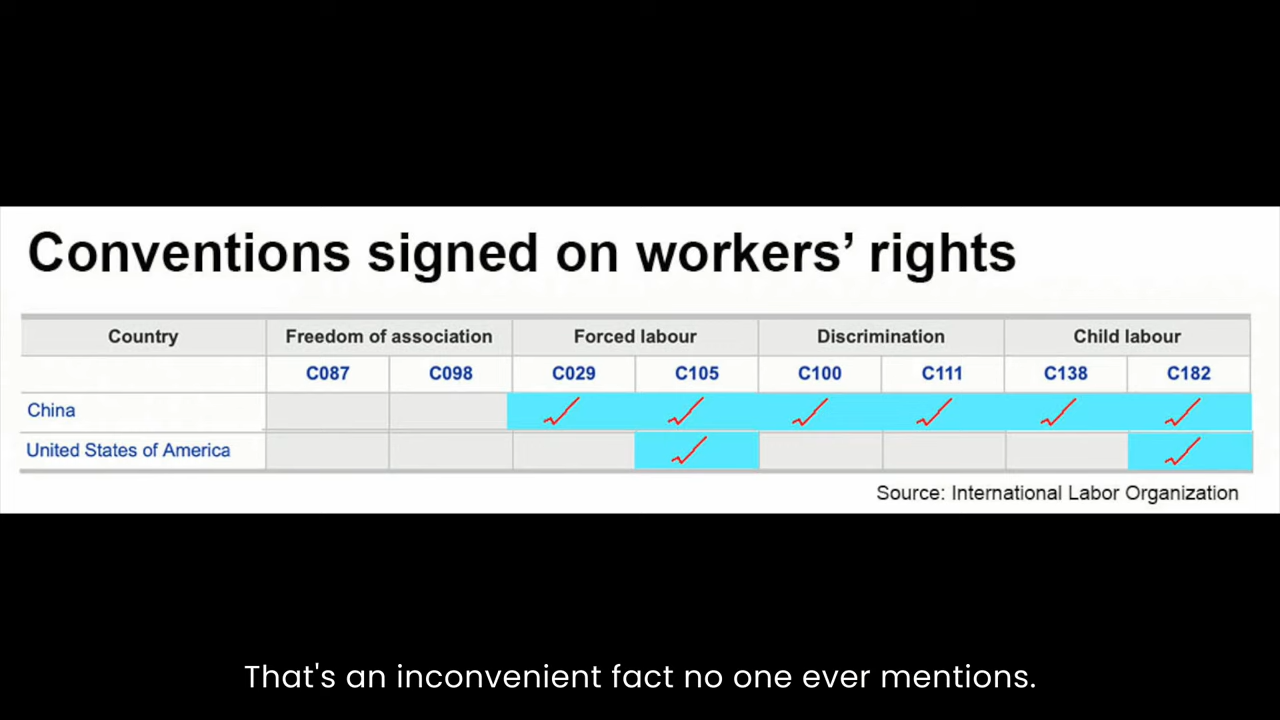 Conventions signed on workers’ rights
Country Freedom of association Forced labour Discrimination Child labour
C087 C098 C029 C105 C100 C111 C138 C182
China
United States of America
Source: International Labor Organization
That's an inconvenient fact no one ever mentions.